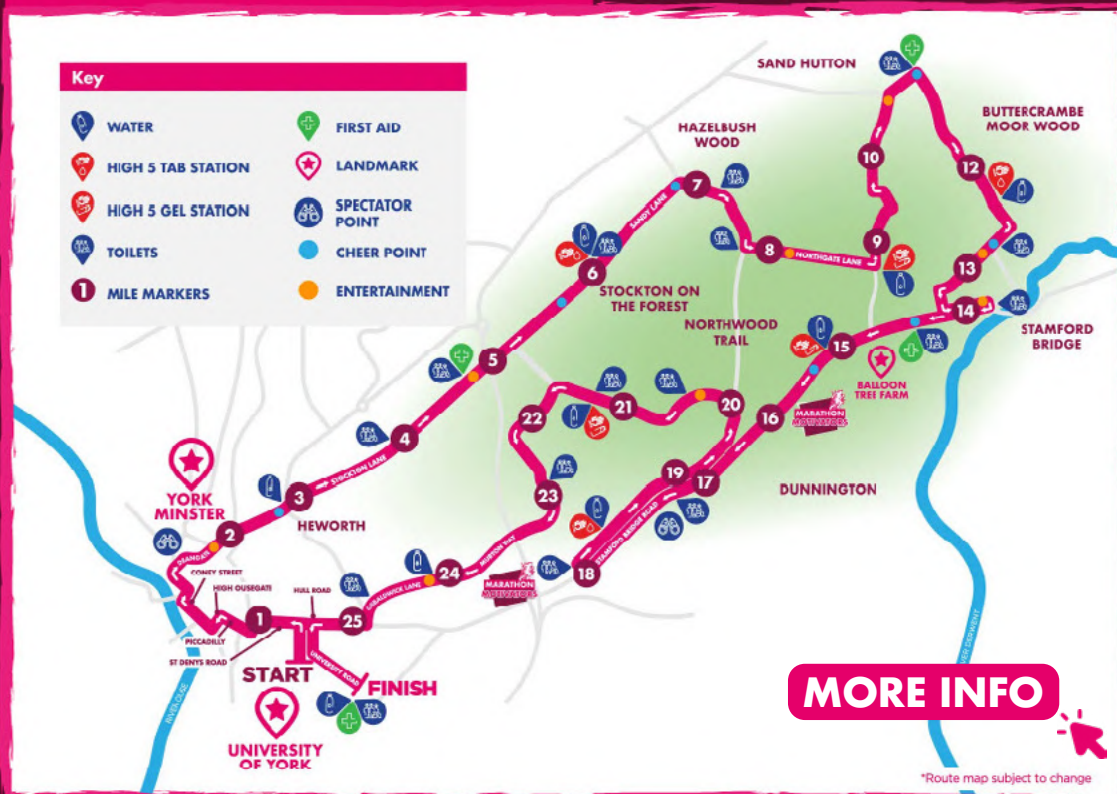 Key
WATER
HIGH 5 TAB STATION
HIGH 5 GEL STATION
TOILETS
1
MILE MARKERS
FIRST AID
LANDMARK
SPECTATOR
POINT
CHEER POINT
ENTERTAINMENT
SAND HUTTON
BUTTERCRAMBE
MOOR WOOD
HAZELBUSH
WOOD
10
12
7
SANDY LANE
9
8
NORTHGATE LANE
13
6
STOCKTON ON
THE FOREST
14
STAMFORD
BRIDGE
NORTHWOOD
TRAIL
15
BALLOON
TREE FARM
5
16
MARATHON
MOTIVATORS
20
21
22
4
STOCKTON LANE
19
17
DUNNINGTON
23
3
HEWORTH
YORK
MINSTER
2
DEANGATE
STAMFORD BRIDGE ROAD
18
MURTON WAY
24
MARATHON
MOTIVATORS
CONEY STREET
HIGH OUSEGATE
HULL ROAD
1
25
PICCADILLY
ST DENYS ROAD
START
UNIVERSITY ROAD
FINISH
UNIVERSITY
OF YORK
RIVER OUSE
MORE INFO
*Route map subject to change